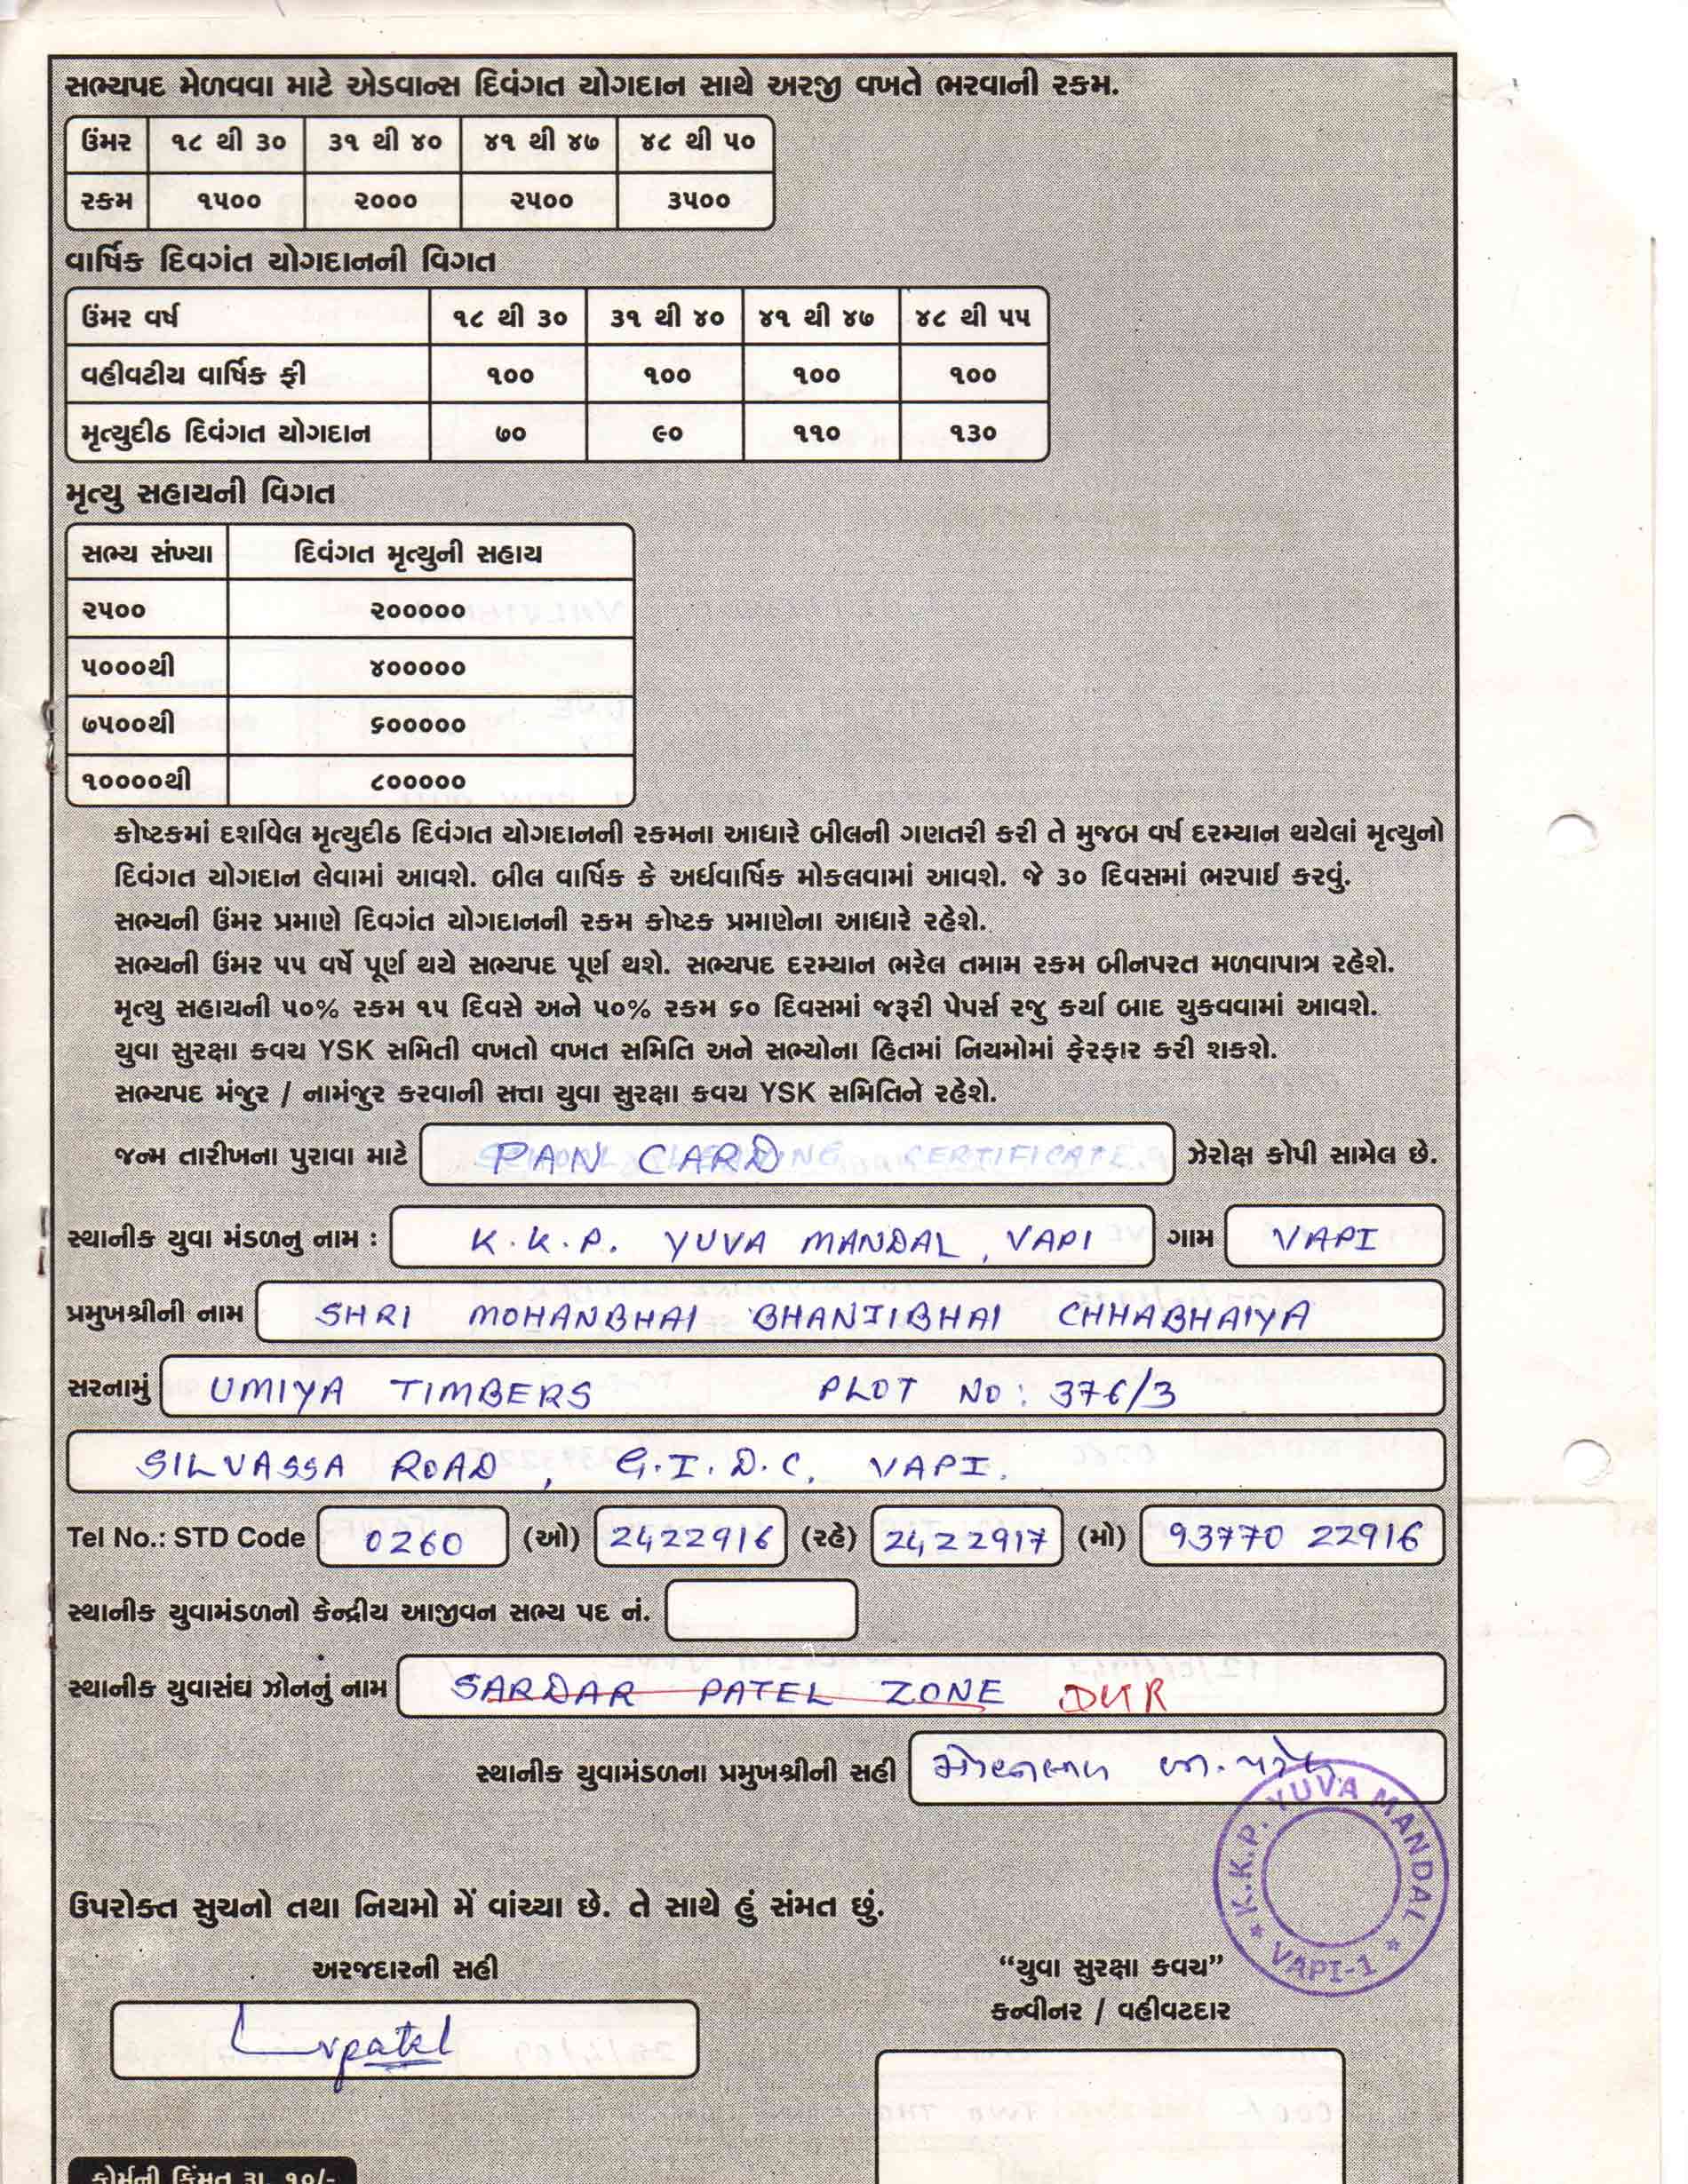 સભ્યપદ મેળવવા માટે એડવાન્સ દિવંગત યોગદાન સાથે અરજી વખતે ભરવાની રકમ.
ઉંમર ૧૮ થી ૩૦ ૩૧ થી ૪૦ ૪૧ થી ૪૭ ૪૮ થી ૫૦
રકમ ૧૫૦૦ ૨૦૦૦ ૨૫૦૦ ૩૫૦૦
વાર્ષિક દિવગંત યોગદાનની વિગત
ઉંમર વર્ષ ૧૮ થી ૩૦ ૩૧ થી ૪૦ ૪૧ થી ૪૭ ૪૮ થી ૫૫
વહીવટીય વાર્ષિક ફી ૧૦૦ ૧૦૦ ૧૦૦ ૧૦૦
મૃત્યુદીઠ દિવંગત યોગદાન ૭૦ ૯૦ ૧૧૦ ૧૩૦
મૃત્યુ સહાયની વિગત
સભ્ય સંખ્યા દિવંગત મૃત્યુની સહાય
૨૫૦૦ ૨૦૦૦૦૦
૫૦૦૦થી ૪૦૦૦૦૦
૭૫૦૦થી ૬૦૦૦૦૦
૧૦૦૦૦થી ૮૦૦૦૦૦
કોષ્ટકમાં દર્શાવેલ મૃત્યુદીઠ દિવંગત યોગદાનની રકમના આધારે બીલની ગણતરી કરી તે મુજબ વર્ષ દરમ્યાન થયેલાં મૃત્યુનો
દિવંગત યોગદાન લેવામાં આવશે. બીલ વાર્ષિક કે અર્ધવાર્ષિક મોકલવામાં આવશે. જે ૩૦ દિવસમાં ભરપાઈ કરવું.
સભ્યની ઉંમર પ્રમાણે દિવગંત યોગદાનની રકમ કોષ્ટક પ્રમાણેના આધારે રહેશે.
સભ્યની ઉંમર ૫૫ વર્ષે પૂર્ણ થયે સભ્યપદ પૂર્ણ થશે. સભ્યપદ દરમ્યાન ભરેલ તમામ રકમ બીનપરત મળવાપાત્ર રહેશે.
મૃત્યુ સહાયની ૫૦% રકમ ૧૫ દિવસે અને ૫૦% રકમ ૬૦ દિવસમાં જરૂરી પેપર્સ રજુ કર્યા બાદ ચુકવવામાં આવશે.
યુવા સુરક્ષા કવચ YSK સમિતી વખતો વખત સમિતિ અને સભ્યોના હિતમાં નિયમોમાં ફેરફાર કરી શકશે.
સભ્યપદ મંજુર / નામંજુર કરવાની સત્તા યુવા સુરક્ષા કવચ YSK સમિતિને રહેશે.
જન્મ તારીખના પુરાવા માટે PAN CARD ઝેરોક્ષ કોપી સામેલ છે.
સ્થાનીક યુવા મંડળનુ નામ : K.K.P. YUVA MANDAL, VAPI ગામ VAPI
પ્રમુખશ્રીની નામ SHRI MOHANBHAI BHANJIBHAI CHHABHAIYA
સરનામું UMIYA TIMBERS PLOT NO: 376/3
SILVASSA ROAD, G.I.D.C. VAPI.
Tel No.: STD Code 0260 (ઓ) 2422916 (રહે) 2422917 (મો) 93770 22916
સ્થાનીક યુવામંડળનો કેન્દ્રીય આજીવન સભ્ય પદ નં.
સ્થાનીક યુવાસંઘ ઝોનનું નામ SARDAR PATEL ZONE DUR
સ્થાનીક યુવામંડળના પ્રમુખશ્રીની સહી
K.K.P. YUVA MANDAL
VAPI-1
ઉપરોક્ત સુચનો તથા નિયમો મેં વાંચ્યા છે. તે સાથે હું સંમત છું.
અરજદારની સહી “યુવા સુરક્ષા કવચ”
કન્વીનર / વહીવટદાર
ફોર્મની કિંમત રૂા. ૧૦/-